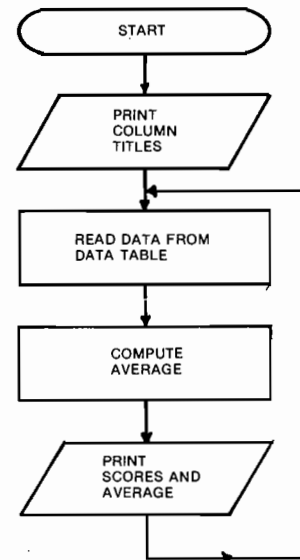 START
PRINT
COLUMN
TITLES
READ DATA FROM
DATA TABLE
COMPUTE
AVERAGE
PRINT
SCORES AND
AVERAGE